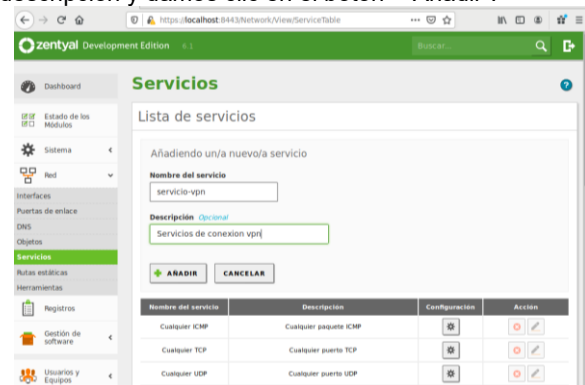 descripción y damos clic en el botón "Añadir".
https://localhost:8443/Network/View/ServiceTable
zentyal Development Edition 6.1
Buscar...
Dashboard
Estado de los Módulos
Sistema
Red
Interfaces
Puertas de enlace
DNS
Objetos
Servicios
Rutas estáticas
Herramientas
Registros
Gestión de software
Usuarios y Equipos
Servicios
Lista de servicios
Añadiendo un/a nuevo/a servicio
Nombre del servicio
servicio-vpn
Descripción Opcional
Servicios de conexion vpn
AÑADIR CANCELAR
Nombre del servicio Descripción Configuración Acción
Cualquier ICMP Cualquier paquete ICMP
Cualquier TCP Cualquier puerto TCP
Cualquier UDP Cualquier puerto UDP